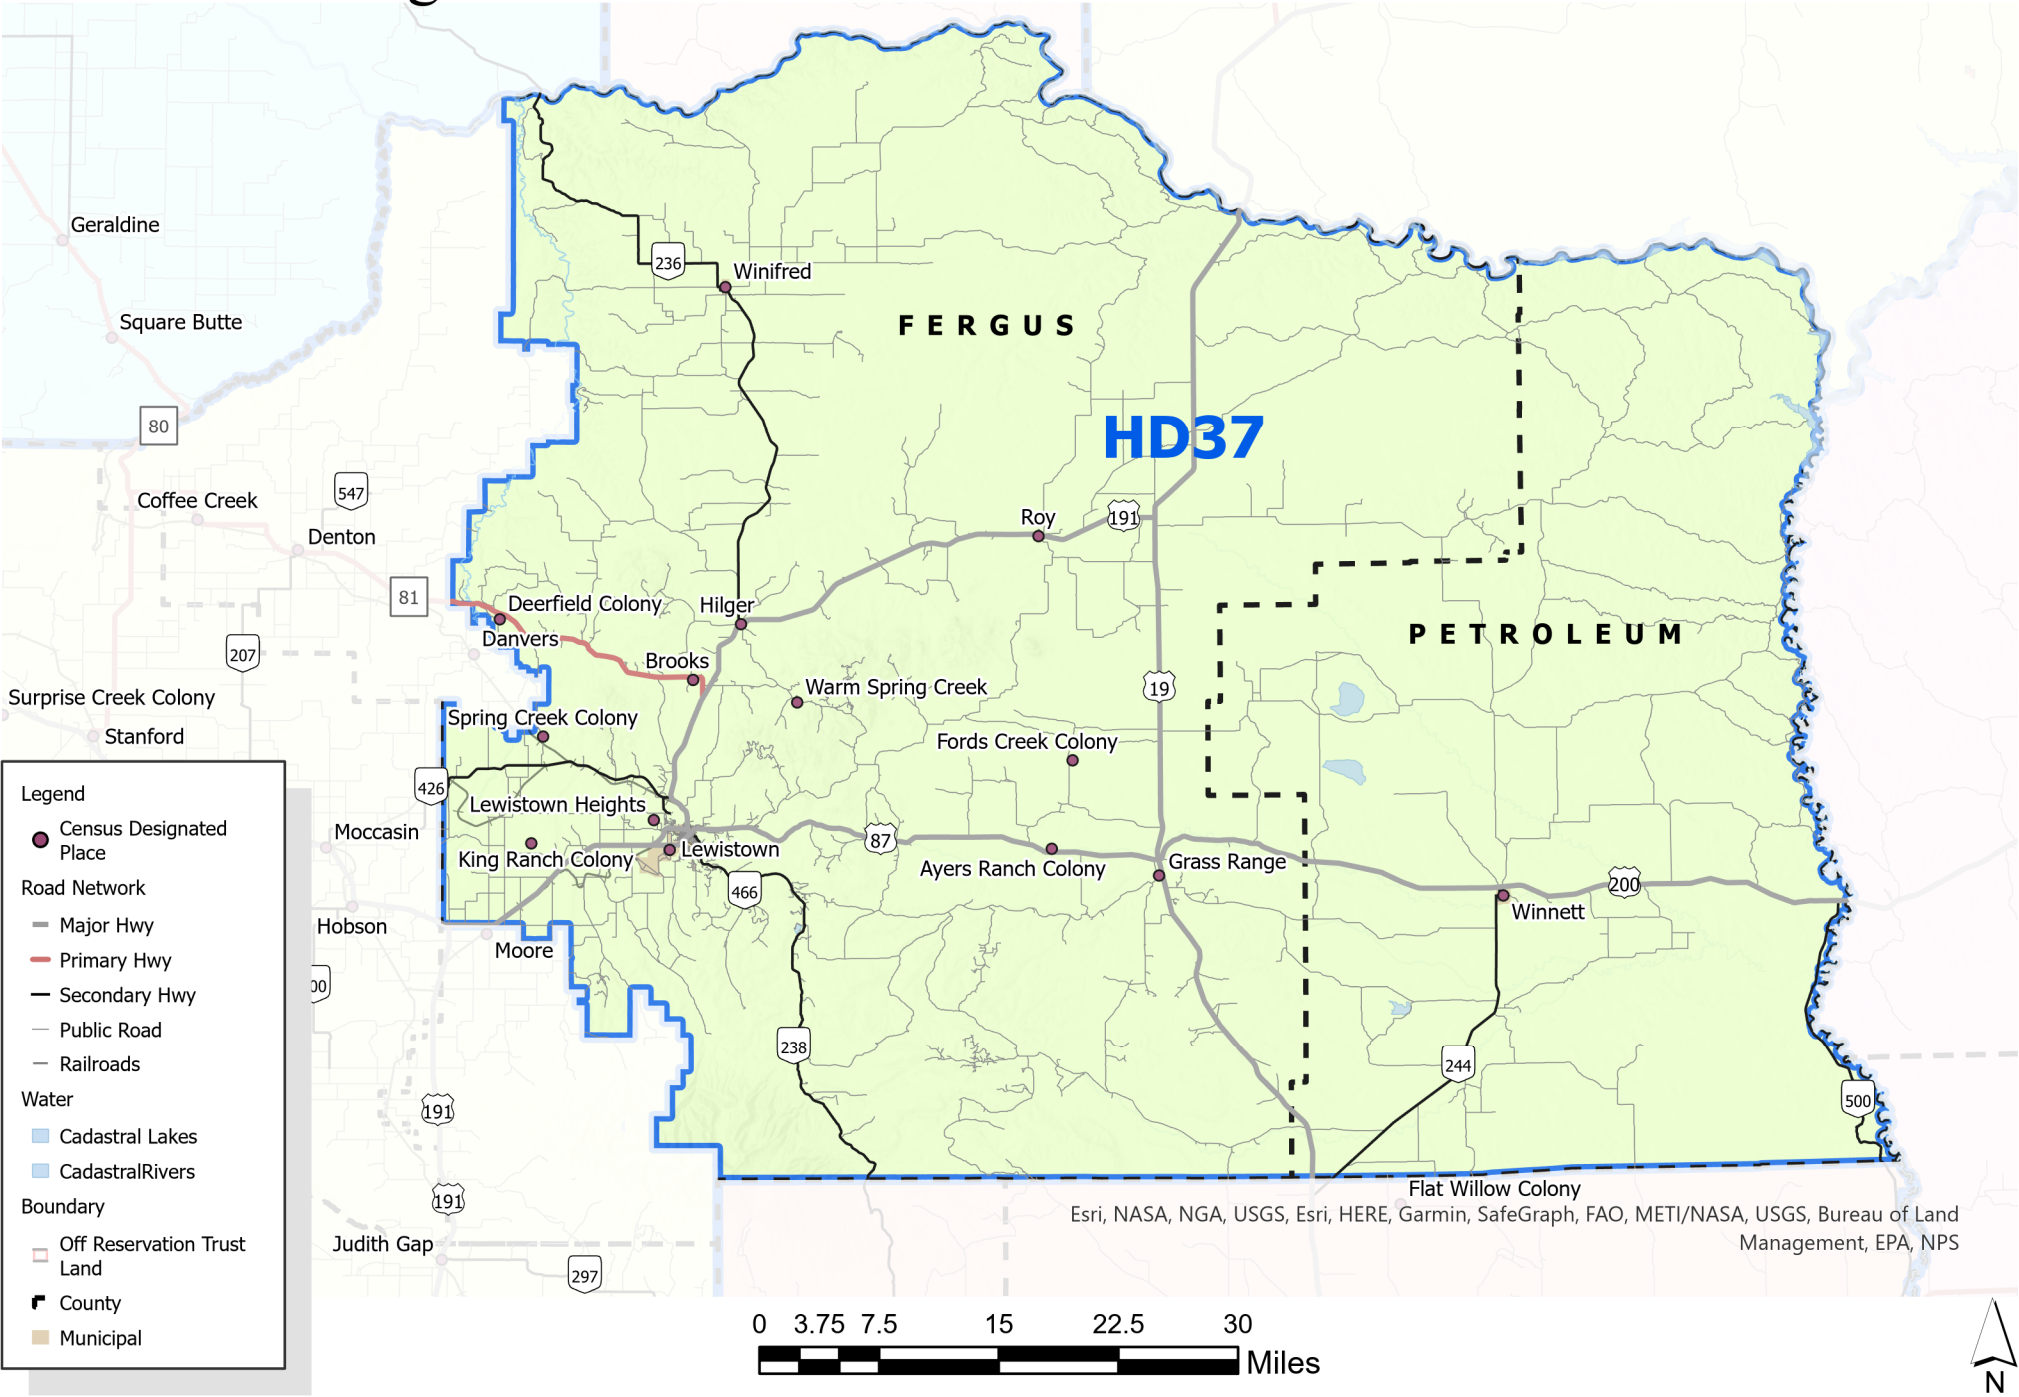 Geraldine
236
Winifred
Square Butte
FERGUS
80
HD37
Coffee Creek
547
Denton
Roy
191
81
Deerfield Colony
Hilger
Danvers
PETROLEUM
207
Brooks
Warm Spring Creek
19
Surprise Creek Colony
Spring Creek Colony
Stanford
Fords Creek Colony
426
Lewistown Heights
Moccasin
87
King Ranch Colony
Lewistown
Ayers Ranch Colony
Grass Range
466
200
Winnett
Hobson
Moore
00
238
244
500
191
191
Flat Willow Colony
Judith Gap
297
Legend
Census Designated
Place
Road Network
Major Hwy
Primary Hwy
Secondary Hwy
Public Road
Railroads
Water
Cadastral Lakes
CadastralRivers
Boundary
Off Reservation Trust
Land
County
Municipal
Esri, NASA, NGA, USGS, Esri, HERE, Garmin, SafeGraph, FAO, METI/NASA, USGS, Bureau of Land
Management, EPA, NPS
0 3.75 7.5 15 22.5 30
Miles
N